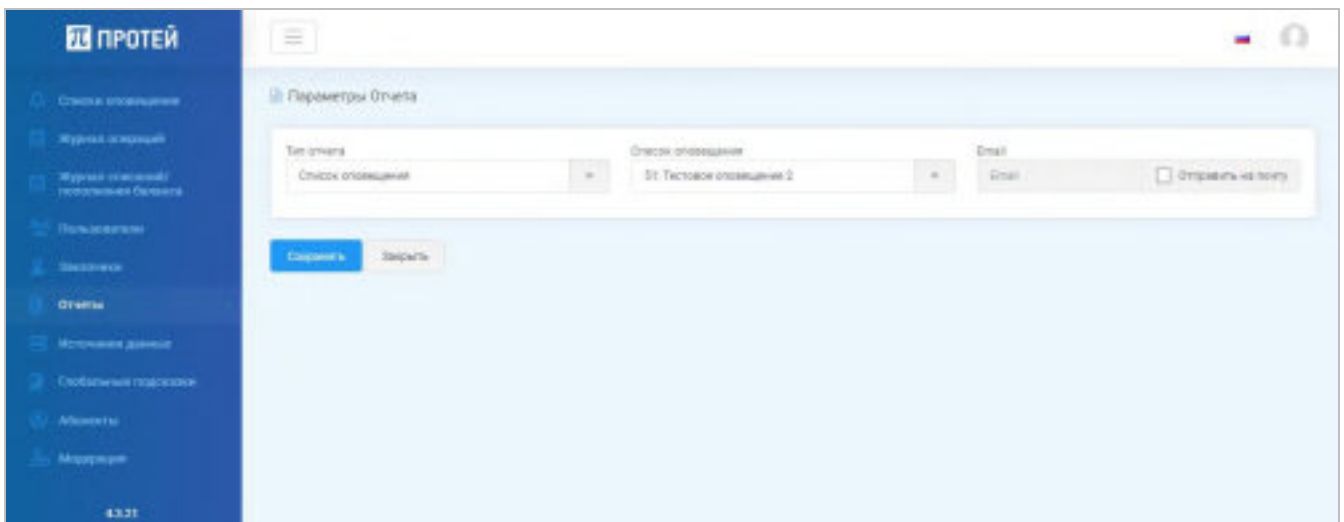 ПРОТЕЙ
Списки оповещения
Журнал операций
Журнал списаний/
пополнения баланса
Пользователи
Заказчики
Отчеты
Источники данных
Глобальные подсказки
Абоненты
Модерация
4.3.21
Параметры Отчета
Тип отчета
Список оповещения
Список оповещения
51: Тестовое оповещение 2
Email
Email
Отправить на почту
Сохранить
Закрыть